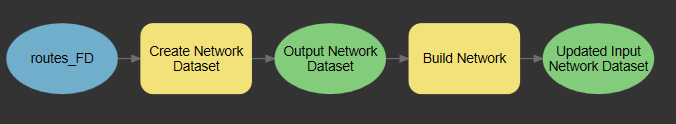 routes_FD
Create Network
Dataset
Output Network
Dataset
Build Network
Updated Input
Network Dataset